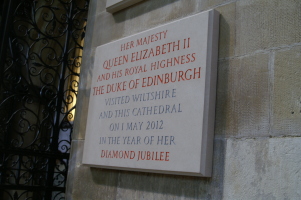 HER MAJESTY
QUEEN ELIZABETH II
AND HIS ROYAL HIGHNESS
THE DUKE OF EDINBURGH
VISITED WILTSHIRE
AND THIS CATHEDRAL
ON 1 MAY 2012
IN THE YEAR OF HER
DIAMOND JUBILEE